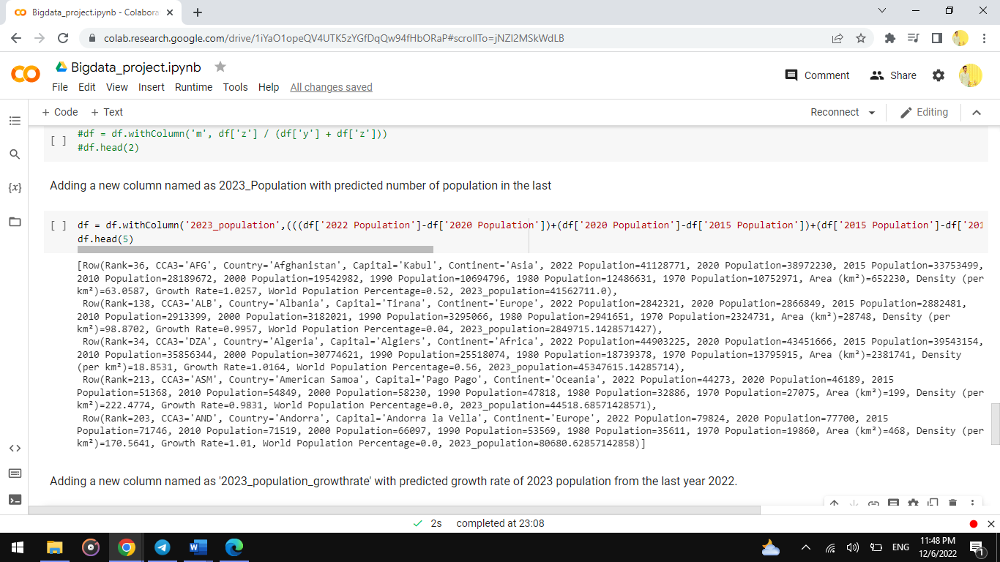 Bigdata_project.ipynb - Colabora
colab.research.google.com/drive/1iYaO1opeQV4UTK5zYGfDqQw94fHbORaP#scrollTo=jNZI2MSkWdLB
Bigdata_project.ipynb
Comment
Share
File Edit View Insert Runtime Tools Help All changes saved
+ Code + Text
Reconnect
Editing
[ ]
#df = df.withColumn('m', df['z'] / (df['y'] + df['z']))
#df.head(2)
Adding a new column named as 2023_Population with predicted number of population in the last
{x}
[ ] df = df.withColumn('2023_population',(((df['2022 Population']-df['2020 Population'])+(df['2020 Population']-df['2015 Population'])+(df['2015 Population']-df['201
df.head(5)
[Row(Rank=36, CCA3='AFG', Country='Afghanistan', Capital='Kabul', Continent='Asia', 2022 Population=41128771, 2020 Population=38972230, 2015 Population=33753499,
2010 Population=28189672, 2000 Population=19542982, 1990 Population=10694796, 1980 Population=12486631, 1970 Population=10752971, Area (km²)=652230, Density (per
km²)=63.0587, Growth Rate=1.0257, World Population Percentage=0.52, 2023_population=41562711.0),
Row(Rank=138, CCA3='ALB', Country='Albania', Capital='Tirana', Continent='Europe', 2022 Population=2842321, 2020 Population=2866849, 2015 Population=2882481,
2010 Population=2913399, 2000 Population=3182021, 1990 Population=3295066, 1980 Population=2941651, 1970 Population=2324731, Area (km²)=28748, Density (per
km²)=98.8702, Growth Rate=0.9957, World Population Percentage=0.04, 2023_population=2849715.1428571427),
Row(Rank=34, CCA3='DZA', Country='Algeria', Capital='Algiers', Continent='Africa', 2022 Population=44903225, 2020 Population=43451666, 2015 Population=39543154,
2010 Population=35856344, 2000 Population=30774621, 1990 Population=25518074, 1980 Population=18739378, 1970 Population=13795915, Area (km²)=2381741, Density
(per km²)=18.8531, Growth Rate=1.0164, World Population Percentage=0.56, 2023_population=45347615.14285714),
Row(Rank=213, CCA3='ASM', Country='American Samoa', Capital='Pago Pago', Continent='Oceania', 2022 Population=44273, 2020 Population=46189, 2015
Population=51368, 2010 Population=54849, 2000 Population=58230, 1990 Population=47818, 1980 Population=32886, 1970 Population=27075, Area (km²)=199, Density (per
km²)=222.4774, Growth Rate=0.9831, World Population Percentage=0.0, 2023_population=44518.68571428571),
Row(Rank=203, CCA3='AND', Country='Andorra', Capital='Andorra la Vella', Continent='Europe', 2022 Population=79824, 2020 Population=77700, 2015
Population=71746, 2010 Population=71519, 2000 Population=66097, 1990 Population=53569, 1980 Population=35611, 1970 Population=19860, Area (km²)=468, Density (per
km²)=170.5641, Growth Rate=1.01, World Population Percentage=0.0, 2023_population=80680.62857142858)]
Adding a new column named as '2023_population_growthrate' with predicted growth rate of 2023 population from the last year 2022.
2s completed at 23:08
ENG
11:48 PM
12/6/2022
1